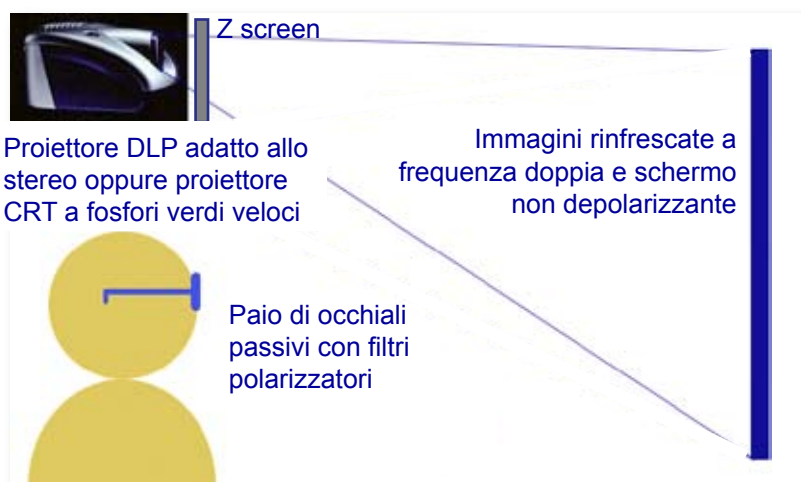 Z screen
Proiettore DLP adatto allo
stereo oppure proiettore
CRT a fosfori verdi veloci
Immagini rinfrescate a
frequenza doppia e schermo
non depolarizzante
Paio di occhiali
passivi con filtri
polarizzatori